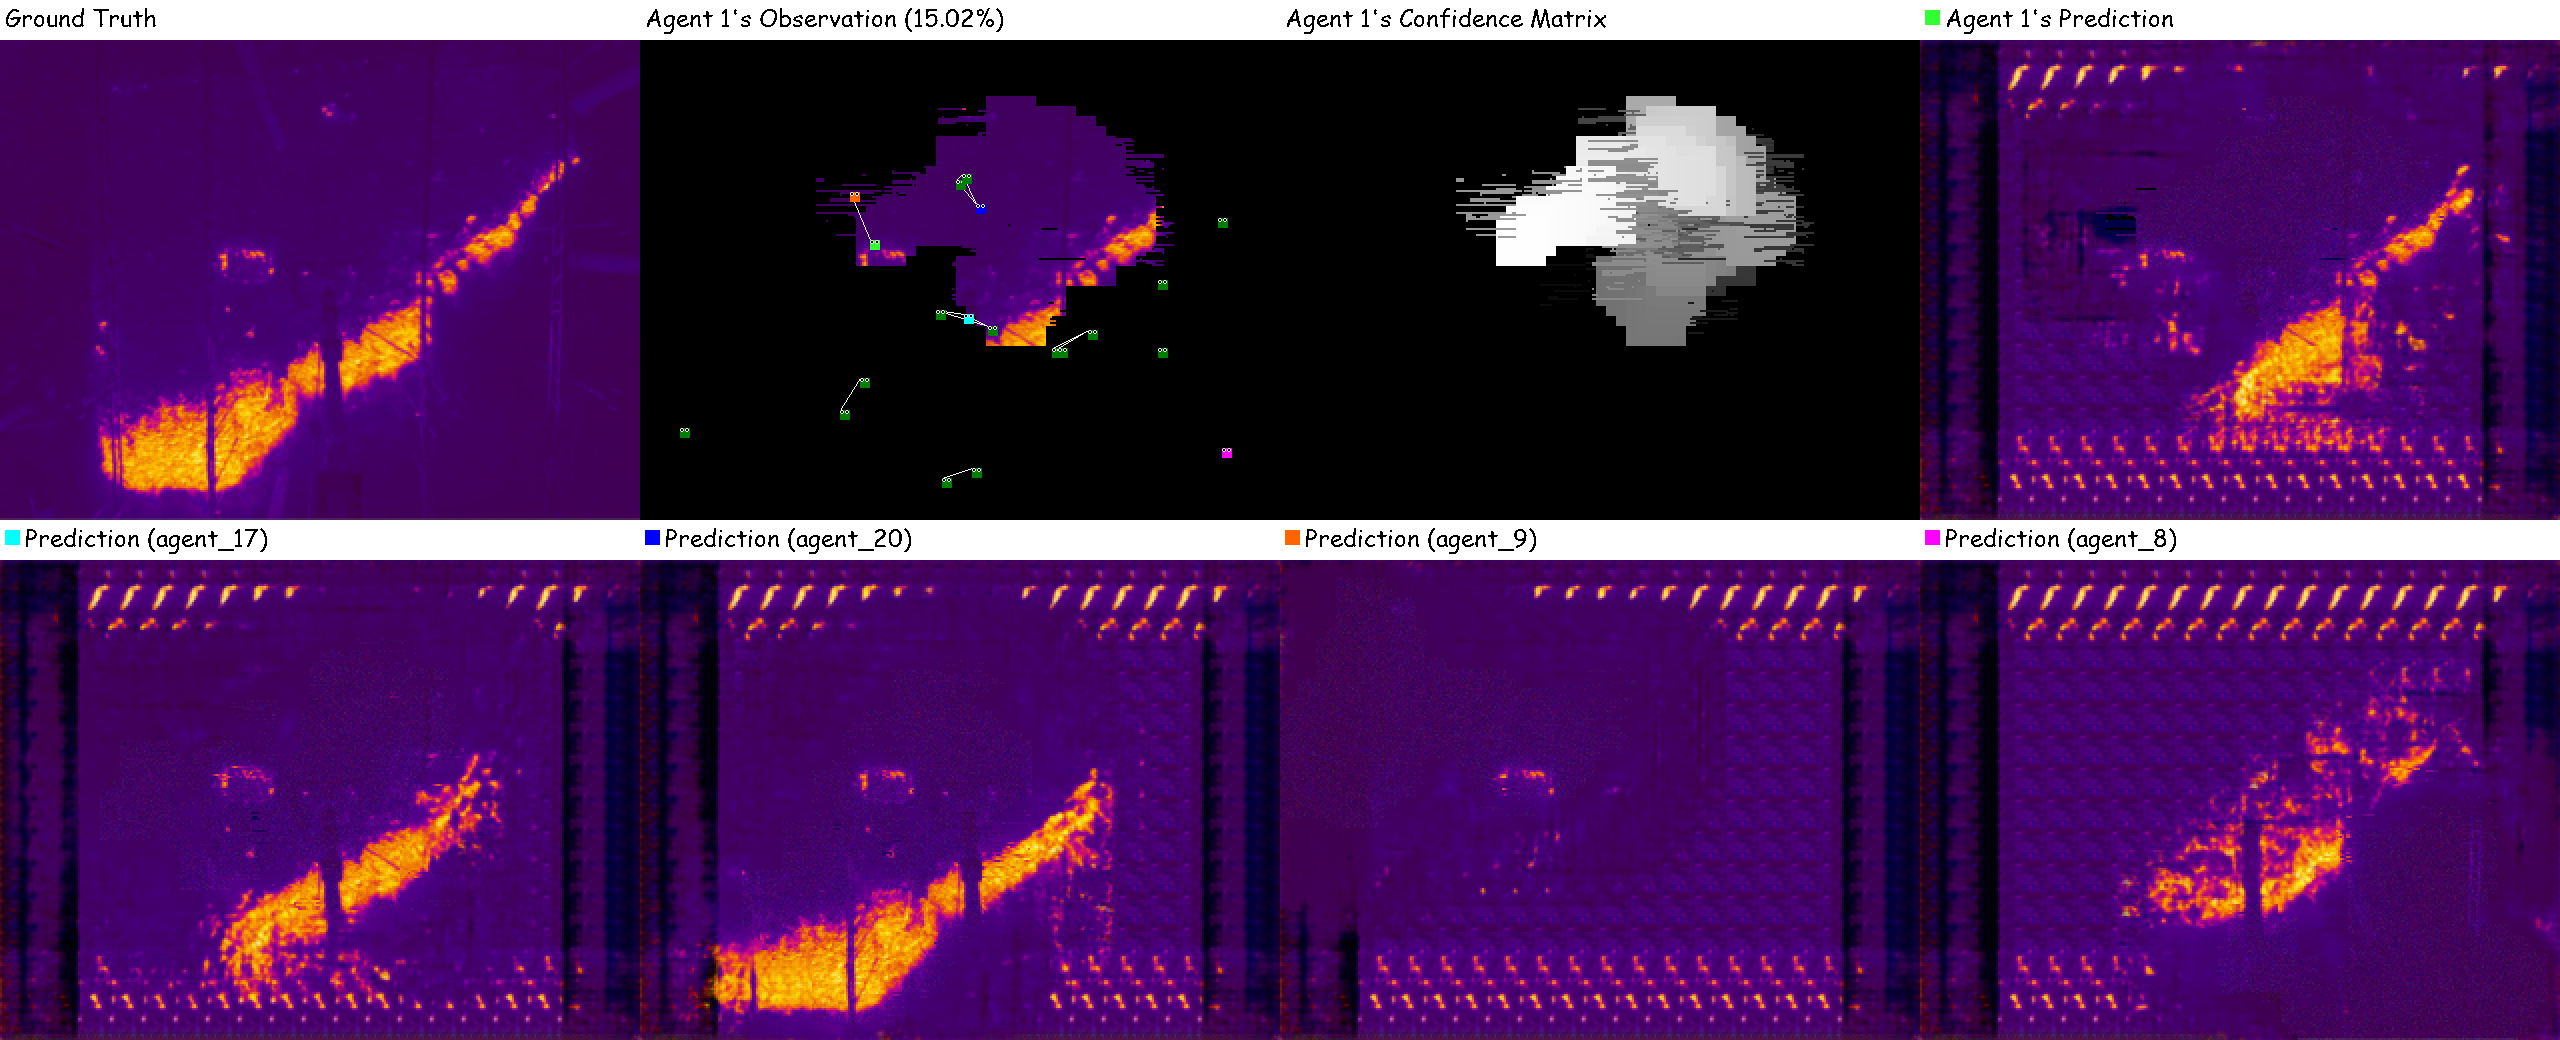 Ground Truth
Agent 1's Observation (15.02%)
Agent 1's Confidence Matrix
Agent 1's Prediction
Prediction (agent_17)
Prediction (agent_20)
Prediction (agent_9)
Prediction (agent_8)